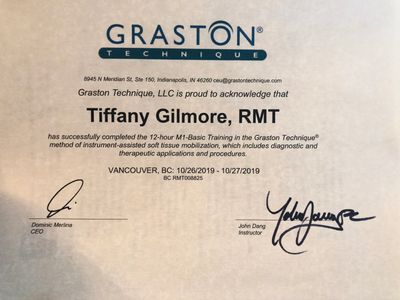 GRASTON®
TECHNIQUE
8945 N Meridian St, Ste 150, Indianapolis, IN 46260 ceu@grastontechnique.com
Graston Technique, LLC is proud to acknowledge that
Tiffany Gilmore, RMT
has successfully completed the 12-hour M1-Basic Training in the Graston Technique®
method of instrument-assisted soft tissue mobilization, which includes diagnostic and
therapeutic applications and procedures.
VANCOUVER, BC: 10/26/2019 - 10/27/2019
BC RMT008825
Dominic Merlina
CEO
John Dang
Instructor